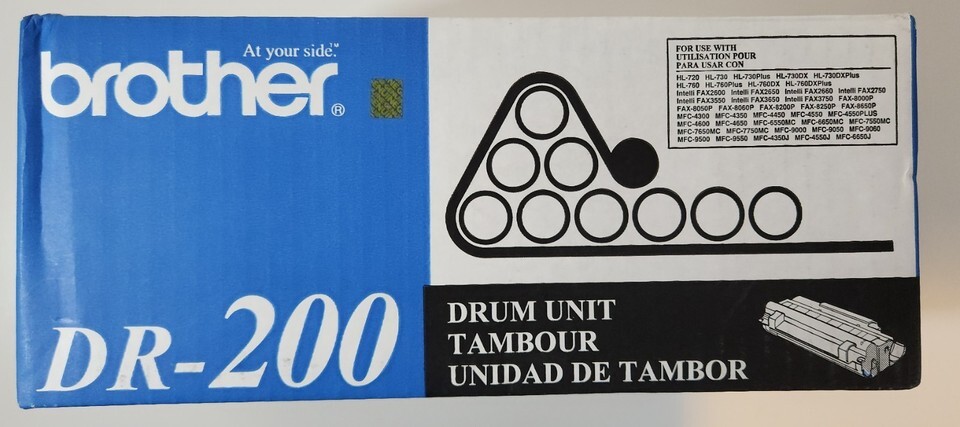 At your side.™
brother®
DR-200
FOR USE WITH
UTILISATION POUR
PARA USAR CON
HL-720 HL-730 HL-730Plus HL-730DX HL-730DXPlus
HL-760 HL-760Plus HL-760DX HL-760DXPlus
Intelli FAX2600 Intelli FAX2550 Intelli FAX2660 Intelli FAX2750
Intelli FAX3550 Intelli FAX3650 Intelli FAX3750 FAX-8000P
FAX-8050P FAX-8060P FAX-8200P FAX-8250P FAX-8650P
MFC-4300 MFC-4350 MFC-4450 MFC-4550 MFC-4550PLUS
MFC-4600 MFC-4650 MFC-6550MC MFC-6650MC MFC-7550MC
MFC-7650MC MFC-7750MC MFC-9000 MFC-9050 MFC-9060
MFC-9500 MFC-9550 MFC-4350J MFC-4550J MFC-6650J
DRUM UNIT
TAMBOUR
UNIDAD DE TAMBOR